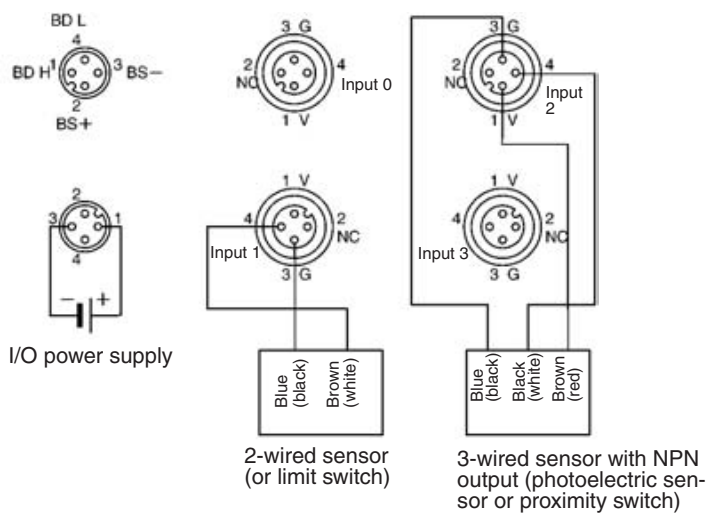 BD L
4
BD H 1
3 BS−
2
BS+
3 G
2
NC
4
Input 0
1 V
3 G
2
NC
4
Input
2
1 V
2
3
1
4
− +
I/O power supply
1 V
4
2
NC
Input 1
3 G
1 V
4
2
NC
Input 3
3 G
Blue
(black)
Brown
(white)
2-wired sensor
(or limit switch)
Blue
(black)
Black
(white)
Brown
(red)
3-wired sensor with NPN
output (photoelectric sen-
sor or proximity switch)